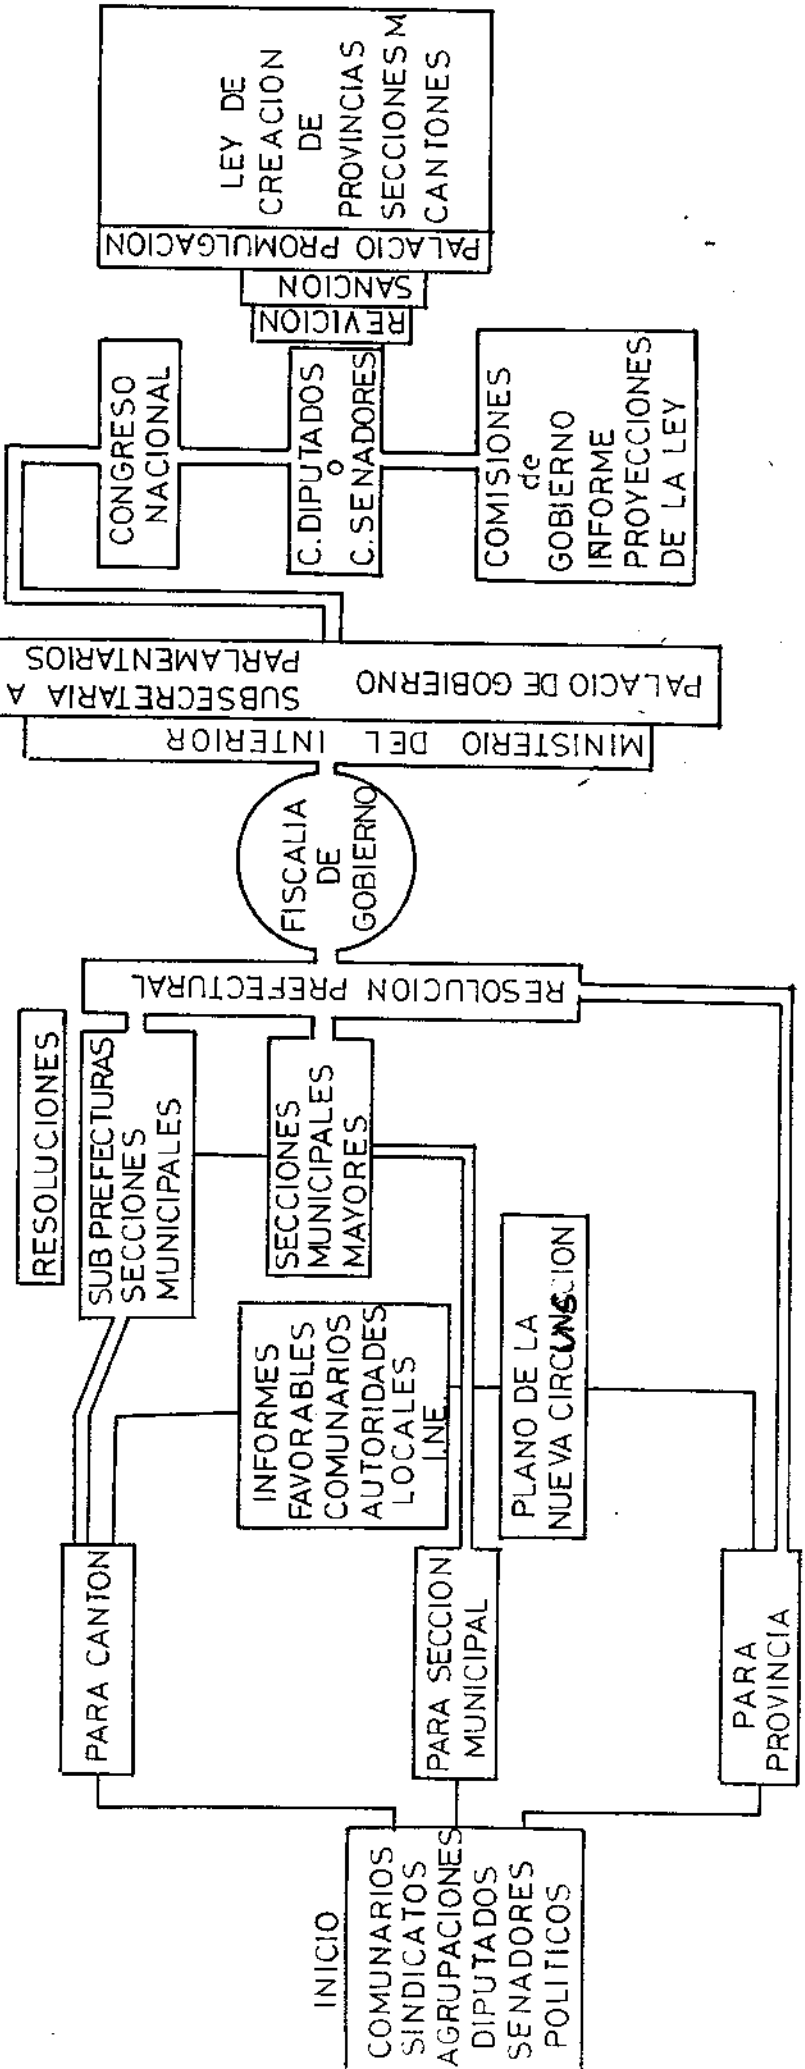 INICIO
COMUNARIOS
SINDICATOS
AGRUPACIONES
DIPUTADOS
SENADORES
POLITICOS
PARA CANTON
PARA SECCION
MUNICIPAL
PARA
PROVINCIA
INFORMES
FAVORABLES
COMUNARIOS
AUTORIDADES
LOCALES
I.NE
PLANO DE LA
NUEVA CIRCUNSCION
RESOLUCIONES
SUB PREFECTURAS
SECCIONES
MUNICIPALES
SECCIONES
MUNICIPALES
MAYORES
RESOLUCION PREFECTURAL
FISCALIA
DE
GOBIERNO
MINISTERIO DEL INTERIOR
PALACIO DE GOBIERNO
SUBSECRETARIA A
PARLAMENTARIOS
CONGRESO
NACIONAL
C. DIPUTADOS
O
C. SENADORES
COMISIONES
de
GOBIERNO
INFORME
PROYECCIONES
DE LA LEY
REVICION
SANCION
PALACIO PROMULGACION
LEY DE
CREACION
DE
PROVINCIAS
SECCIONES M
CANTONES